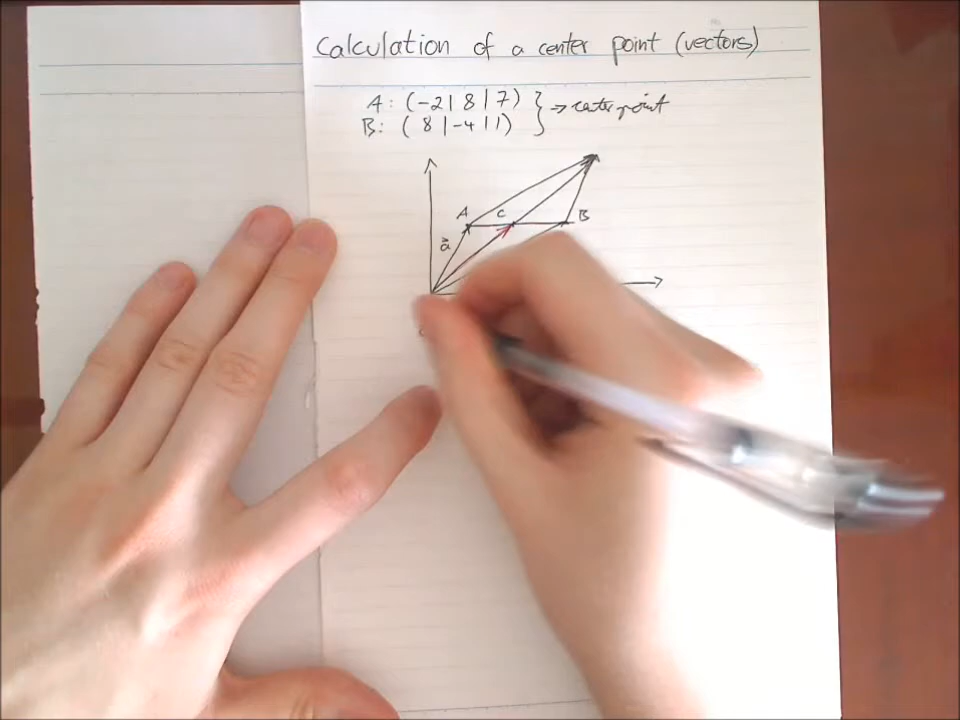 Calculation of a center point (vectors)
A: (-2 | 8 | 7) } → center point
B: ( 8 | -4 | 1)
A C B
a⃗